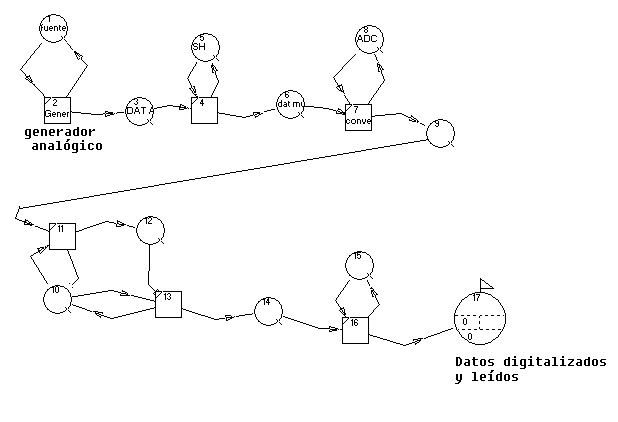 1
fuente
2
Gener
generador
analógico
3
DAT A
5
SH
4
6
dat mu
8
ADC
7
conve
9
11
12
10
13
14
15
16
17
0
0
Datos digitalizados
y leídos